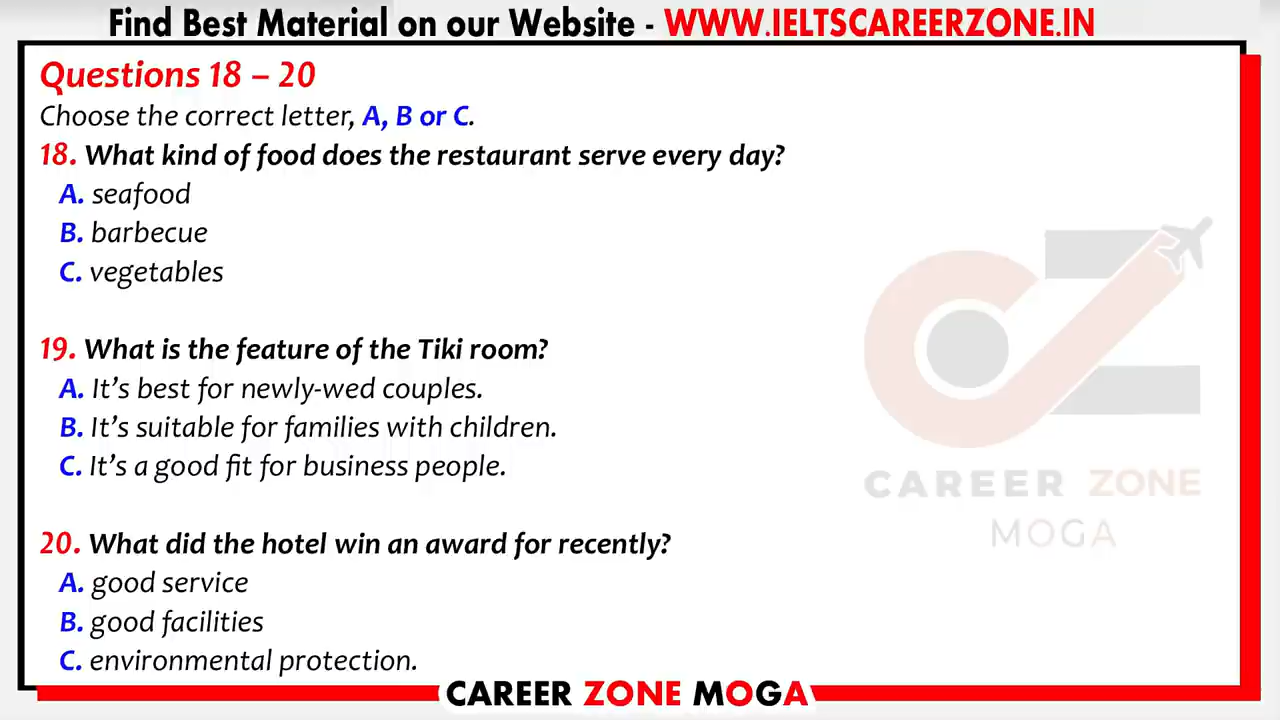 Find Best Material on our Website - WWW.IELTSCAREERZONE.IN
Questions 18 – 20
Choose the correct letter, A, B or C.
18. What kind of food does the restaurant serve every day?
A. seafood
B. barbecue
C. vegetables
19. What is the feature of the Tiki room?
A. It's best for newly-wed couples.
B. It's suitable for families with children.
C. It's a good fit for business people.
20. What did the hotel win an award for recently?
A. good service
B. good facilities
C. environmental protection.
CAREER ZONE
MOGA
CAREER ZONE MOGA